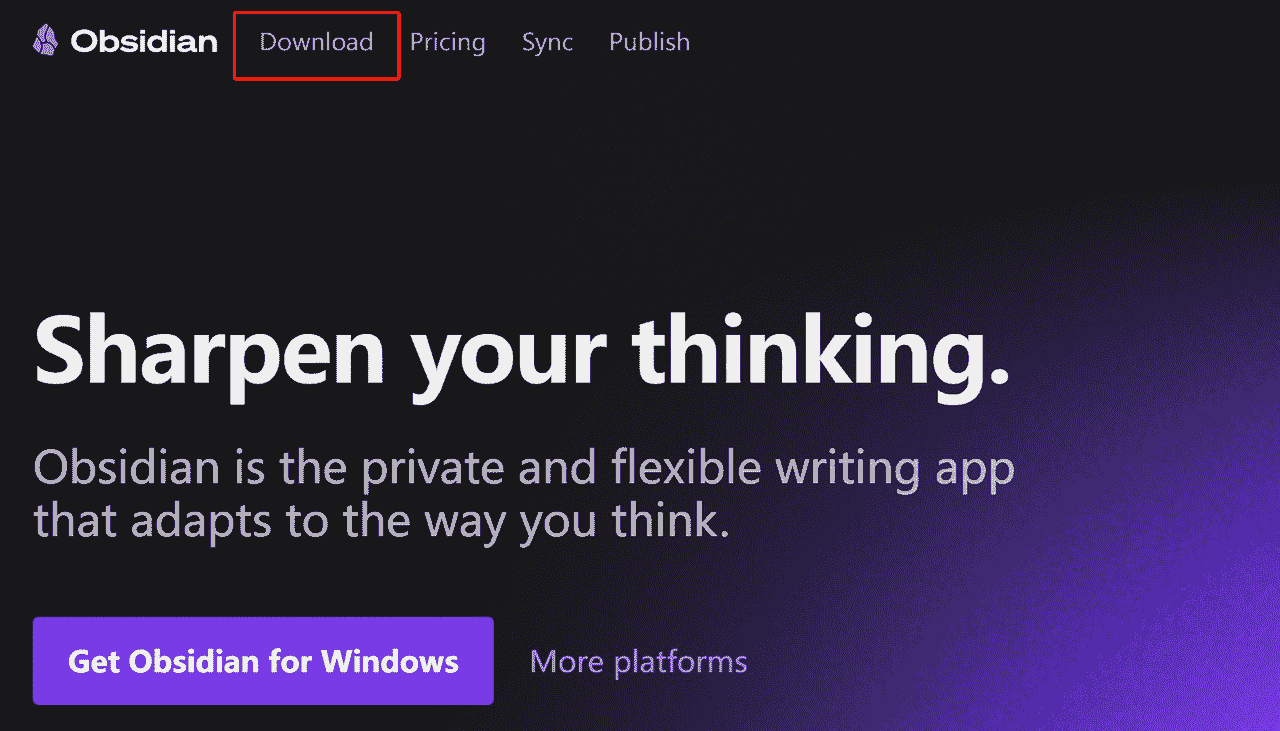 Obsidian Download Pricing Sync Publish
Sharpen your thinking.
Obsidian is the private and flexible writing app
that adapts to the way you think.
Get Obsidian for Windows More platforms